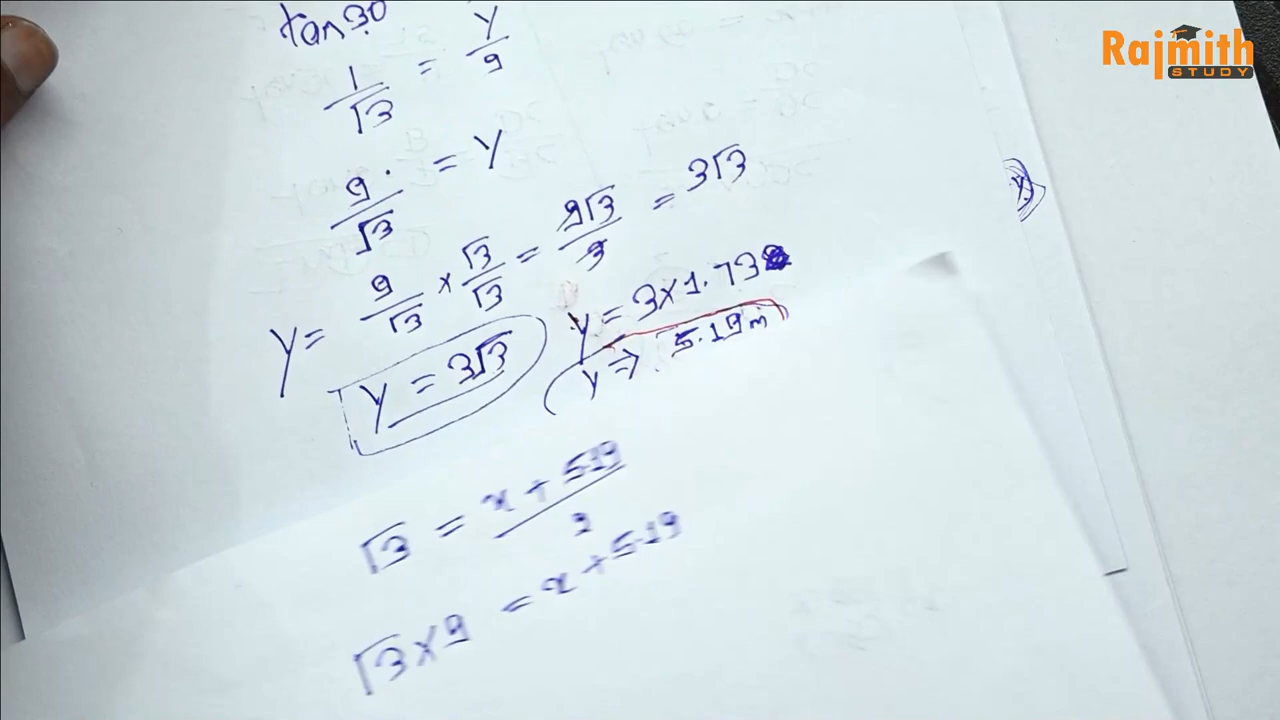 Rajmith
STUDY
tan30
1/√3 = y/9
9/√3 = y
y = 9/√3 × √3/√3 = 9√3/3 = 3√3
y = 3√3
y = 3×1.73
y ⇒ 5.19m
√3 = x + 5.19/9
√3×9 = x + 5.19